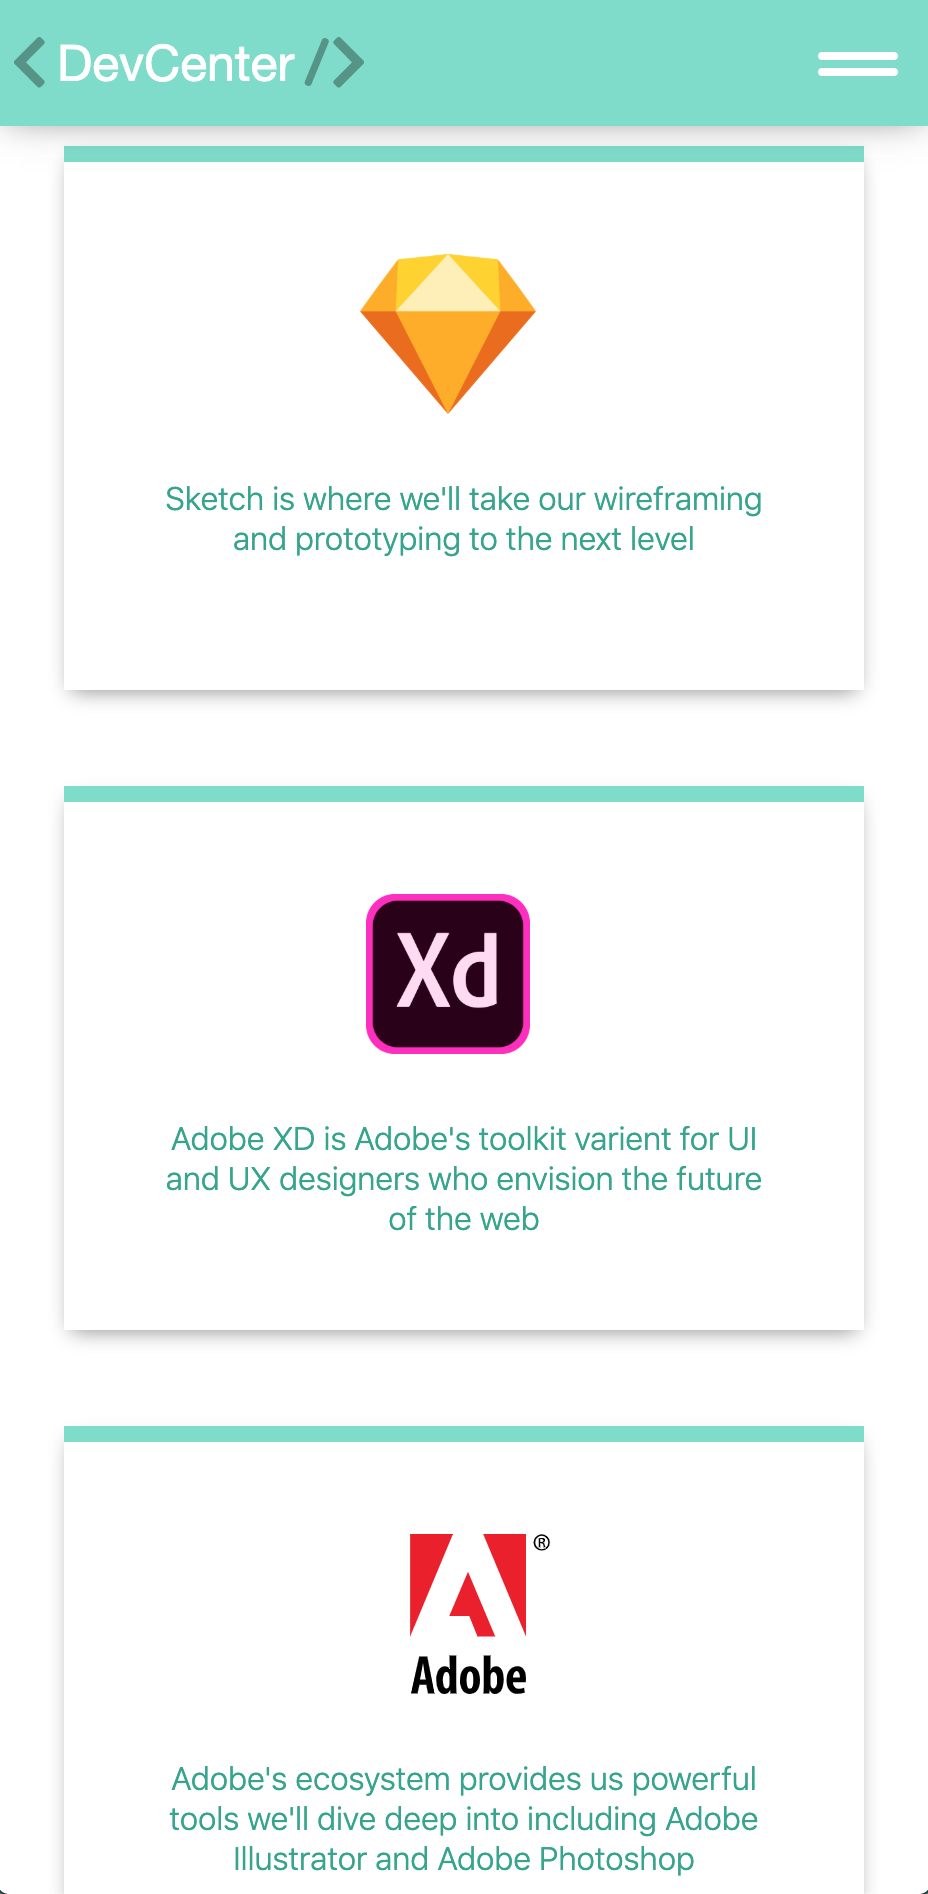 < DevCenter />
Sketch is where we'll take our wireframing
and prototyping to the next level
Xd
Adobe XD is Adobe's toolkit varient for UI
and UX designers who envision the future
of the web
®
Adobe
Adobe's ecosystem provides us powerful
tools we'll dive deep into including Adobe
Illustrator and Adobe Photoshop